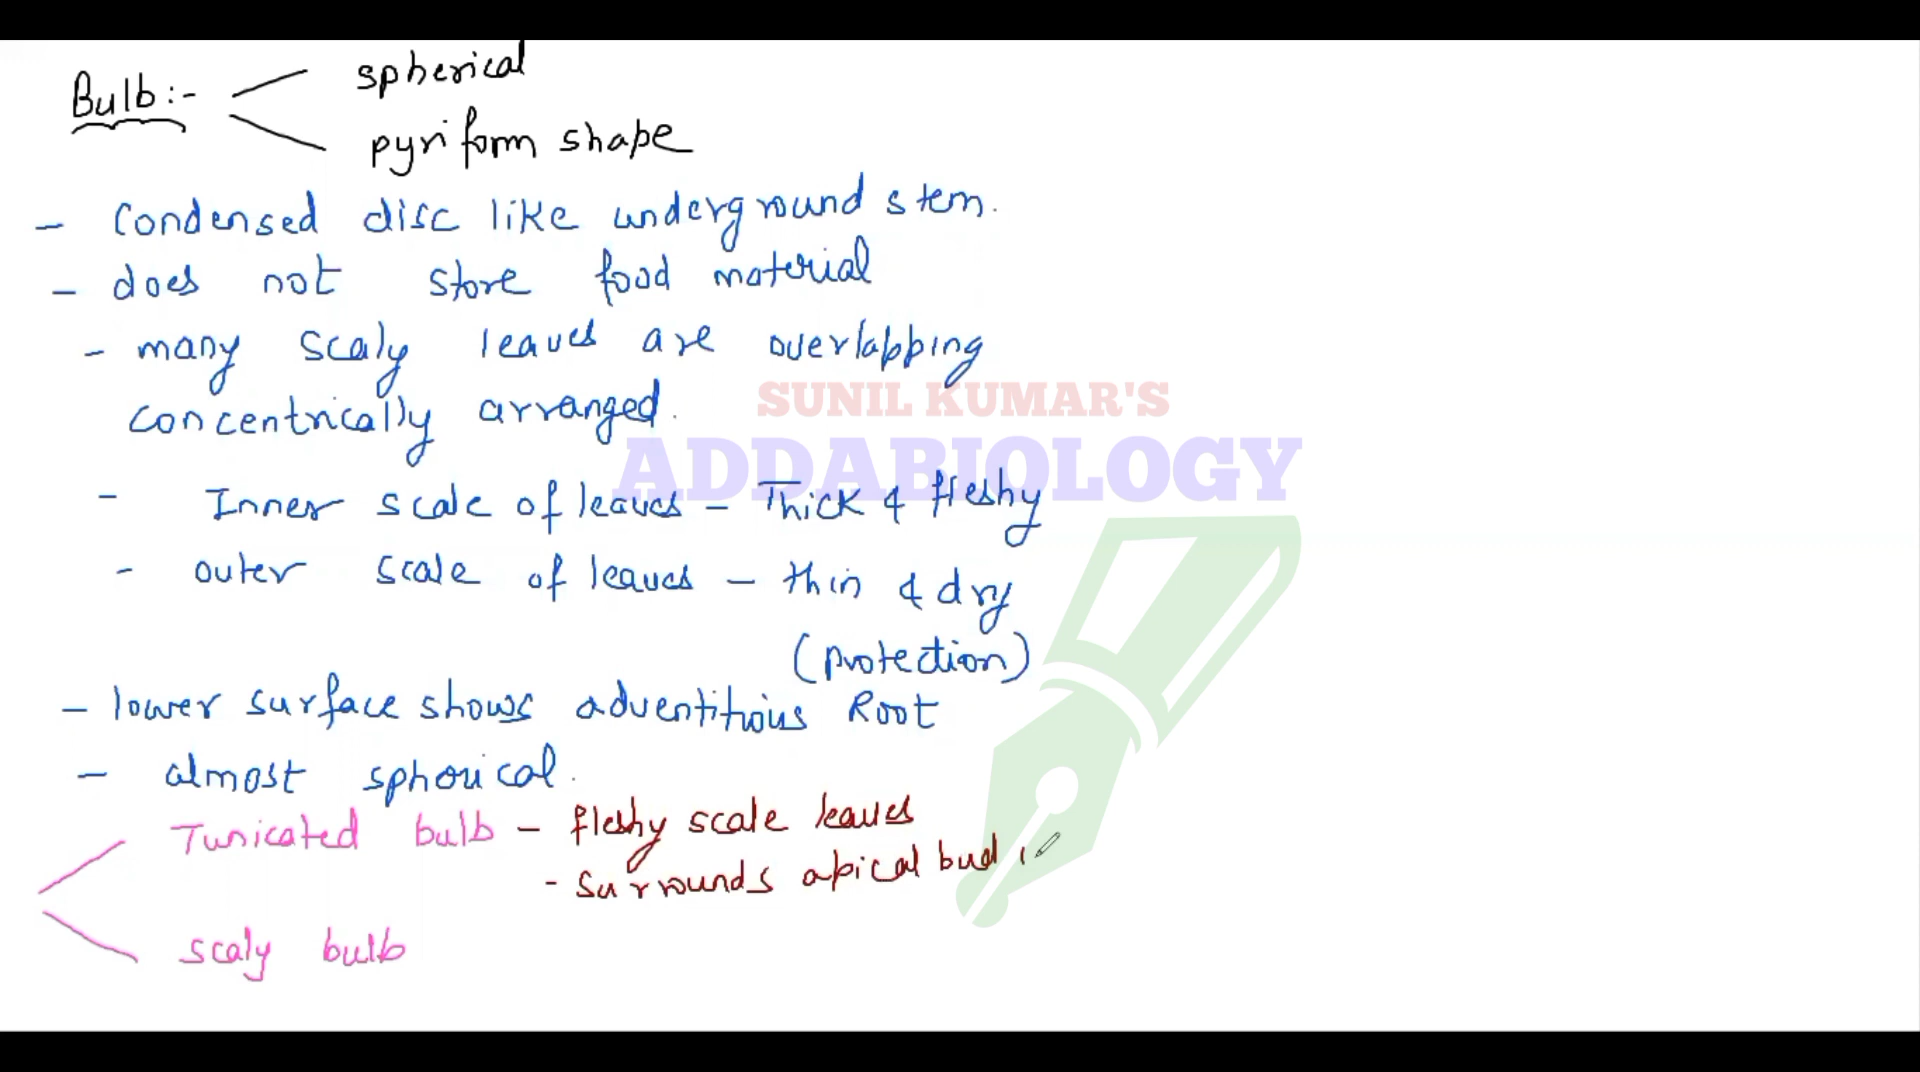 Bulb:- spherical
pyriform shape
- condensed disc like underground stem.
- does not store food material
- many scaly leaves are overlapping
concentrically arranged.
SUNIL KUMAR'S
ADDABIOLOGY
- Inner scale of leaves - Thick & fleshy
- outer scale of leaves - thin & dry
(protection)
- lower surface shows adventitious Root
- almost spherical.
Tunicated bulb - fleshy scale leaves
- surrounds apical bud
scaly bulb